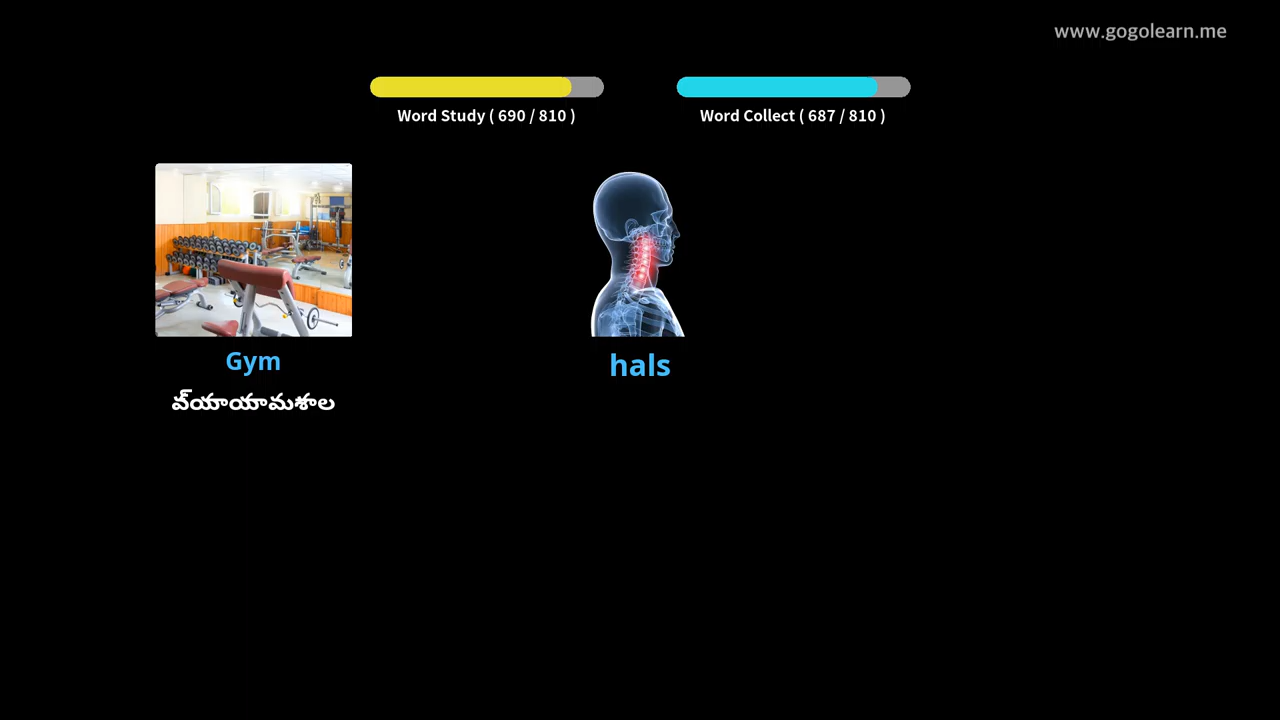 www.gogolearn.me
Word Study ( 690 / 810 )
Word Collect ( 687 / 810 )
Gym
వ్యాయామశాల
hals